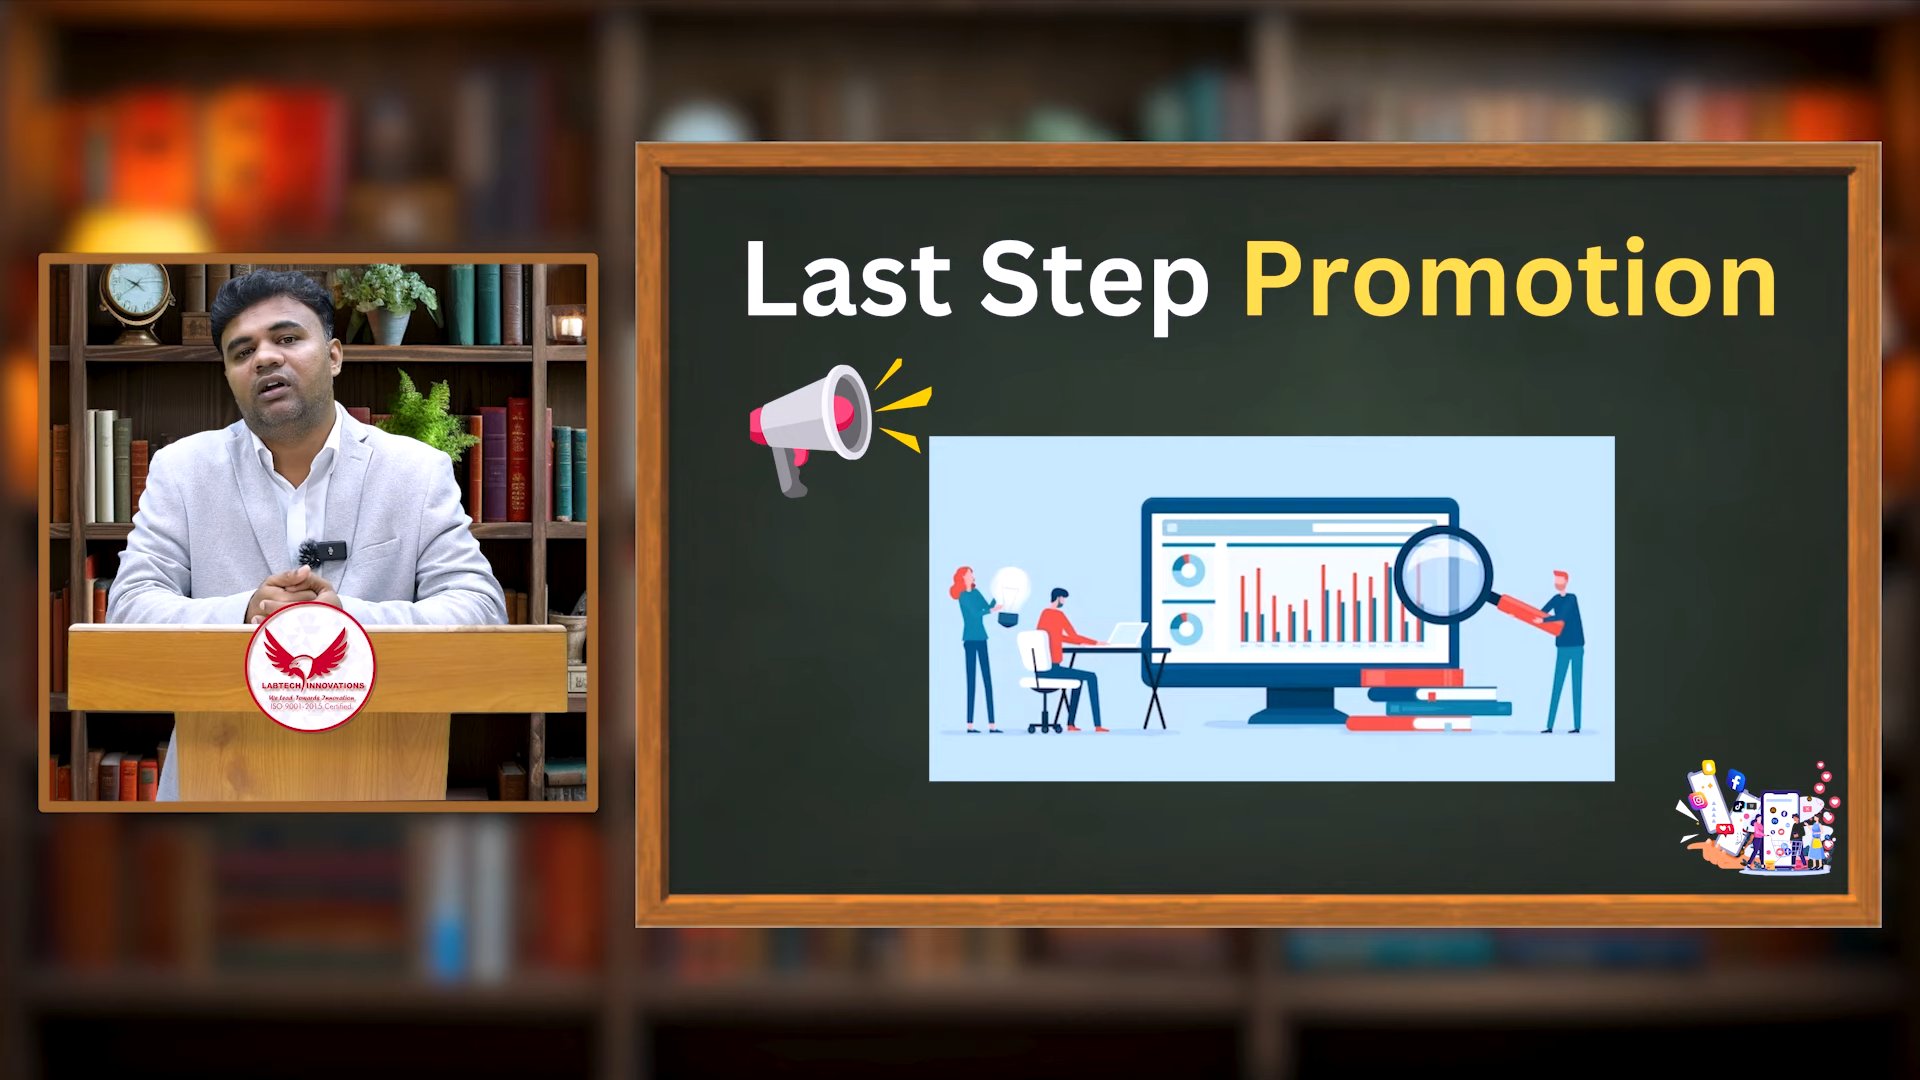 Last Step Promotion
LABTECH INNOVATIONS
We Lead Towards Innovation
ISO-9001-2015 Certified